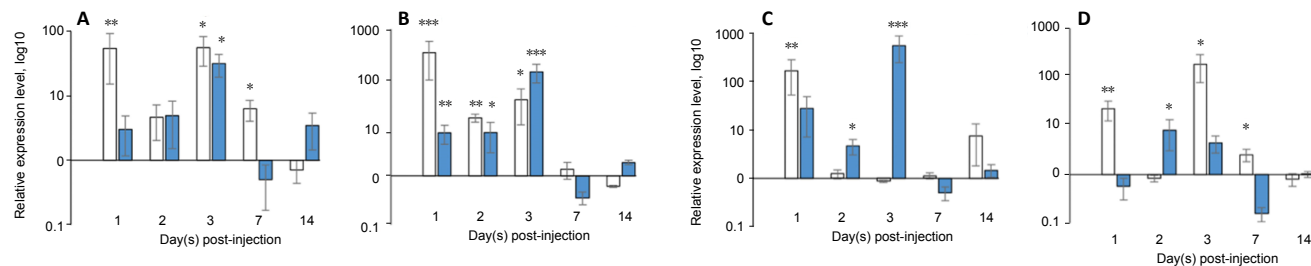 A
Relative expression level, log10
100
10
0
0.1
** * * *
1 2 3 7 14
Day(s) post-injection
B
1000
100
10
0
0.1
*** ** ** * * ***
1 2 3 7 14
Day(s) post-injection
C
Relative expression level, log10
1000
100
10
0
0.1
** * ***
1 2 3 7 14
Day(s) post-injection
D
1000
100
10
0
0.1
** * * *
1 2 3 7 14
Day(s) post-injection